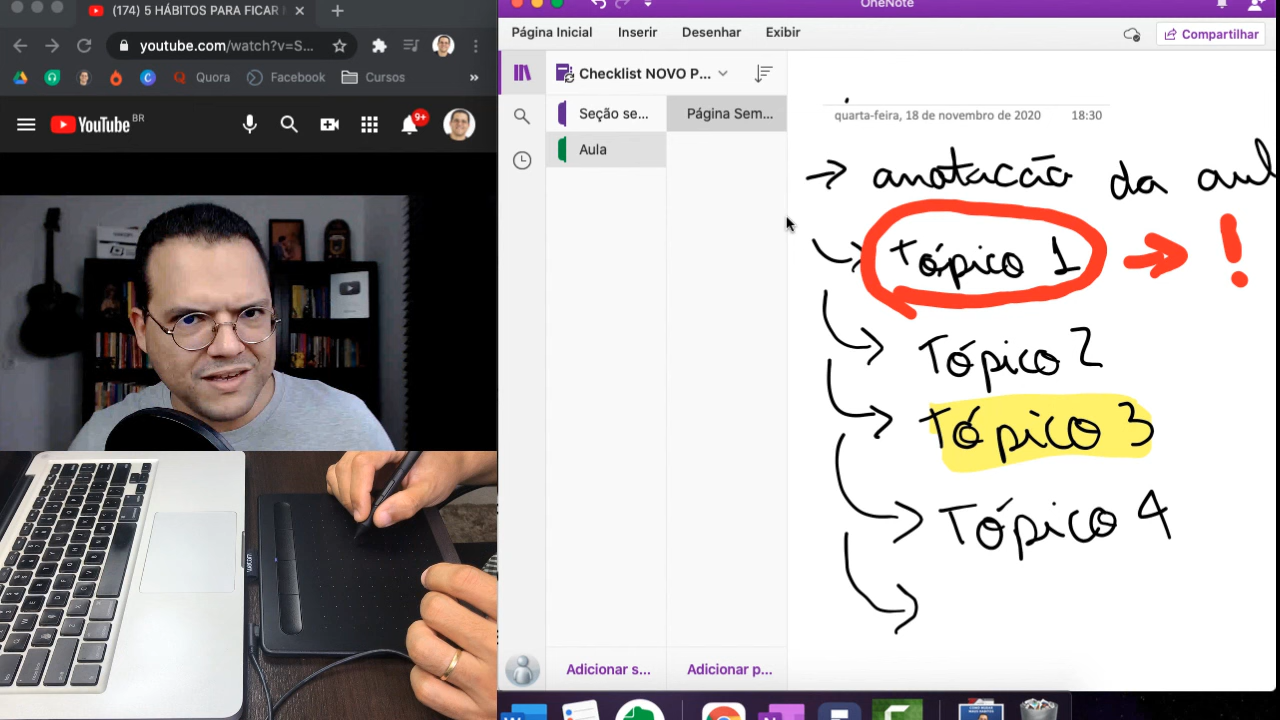 (174) 5 HÁBITOS PARA FICAR
youtube.com/watch?v=S...
Quora
Facebook
Cursos
»
YouTube BR
9+
wacom
OneNote
Página Inicial
Inserir
Desenhar
Exibir
Compartilhar
Checklist NOVO P...
Seção se...
Página Sem...
Aula
quarta-feira, 18 de novembro de 2020
18:30
→ anotacão da aul
Tópico 1 → !
Tópico 2
Tópico 3
Tópico 4
Adicionar s...
Adicionar p...